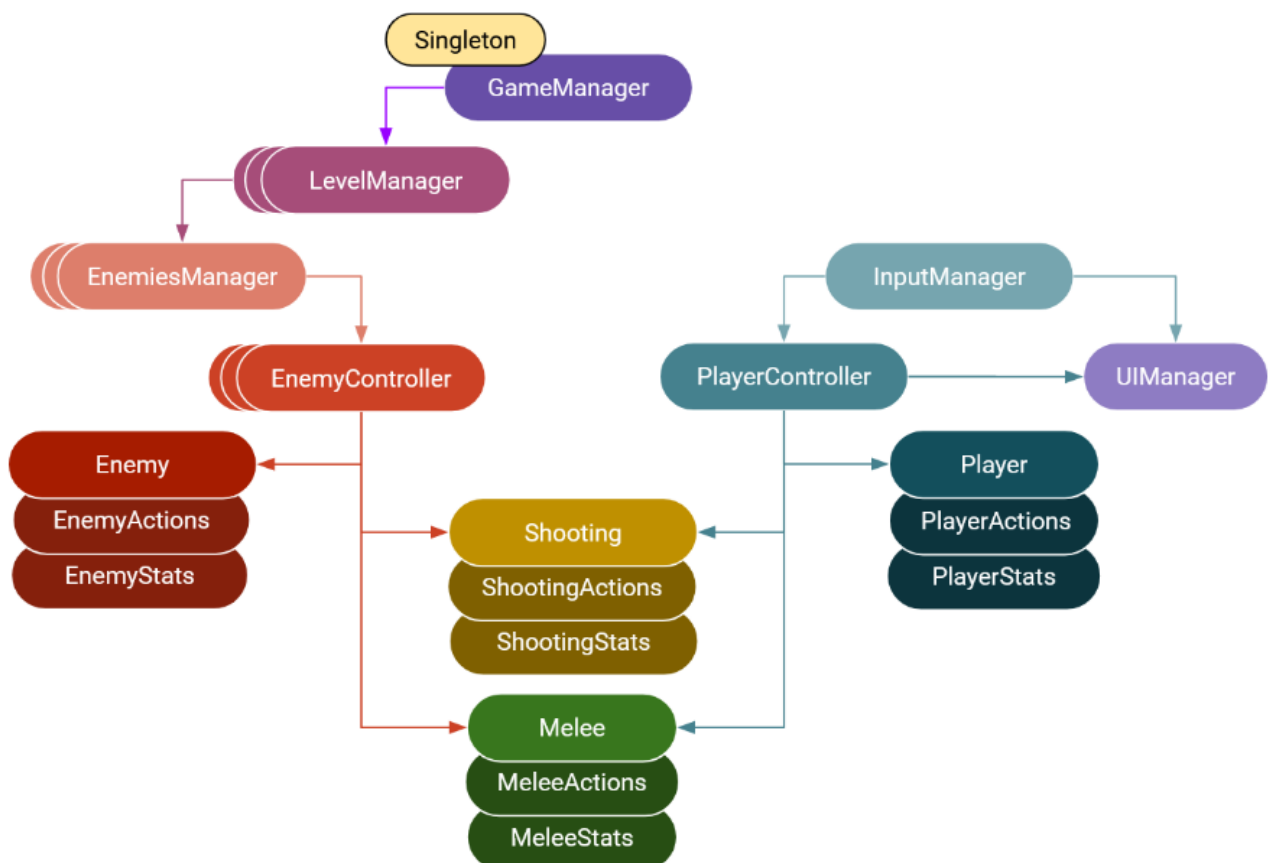 Singleton
GameManager
LevelManager
EnemiesManager
InputManager
EnemyController
PlayerController
UIManager
Enemy
Player
EnemyActions
PlayerActions
Shooting
EnemyStats
PlayerStats
ShootingActions
ShootingStats
Melee
MeleeActions
MeleeStats